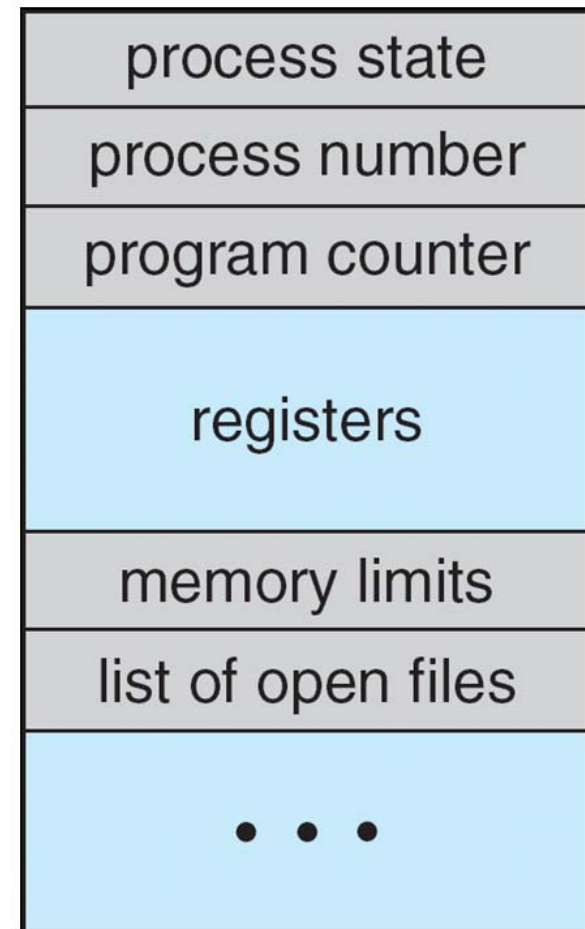 process state
process number
program counter
registers
memory limits
list of open files
• • •